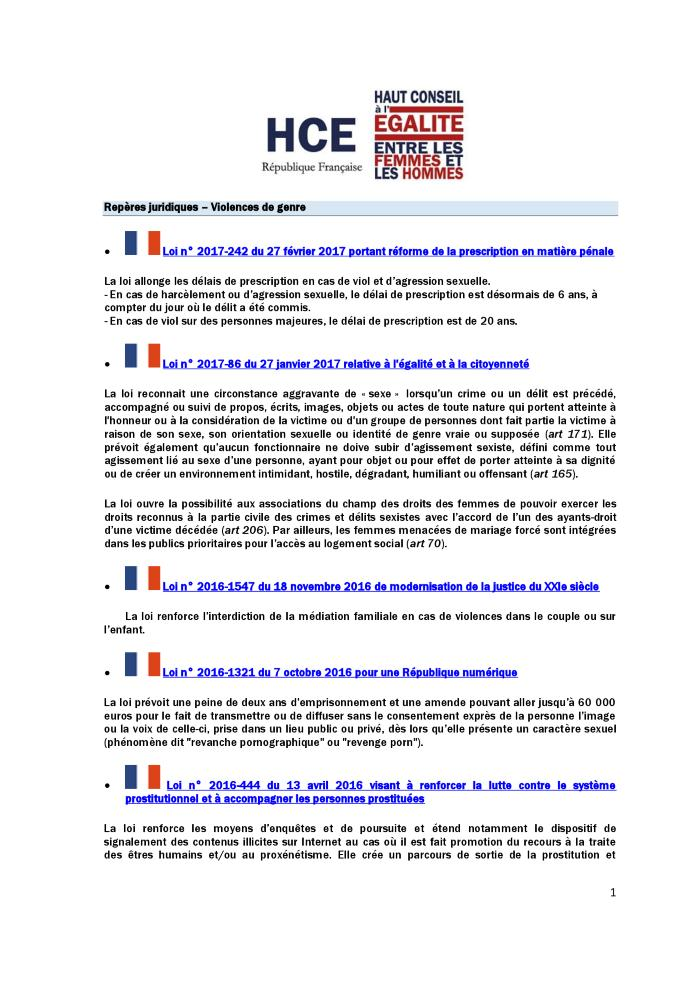 HCE
République Française
HAUT CONSEIL
à l'EGALITE
ENTRE LES
FEMMES ET
LES HOMMES
Repères juridiques – Violences de genre
• Loi n° 2017-242 du 27 février 2017 portant réforme de la prescription en matière pénale
La loi allonge les délais de prescription en cas de viol et d'agression sexuelle.
- En cas de harcèlement ou d'agression sexuelle, le délai de prescription est désormais de 6 ans, à
compter du jour où le délit a été commis.
- En cas de viol sur des personnes majeures, le délai de prescription est de 20 ans.
• Loi n° 2017-86 du 27 janvier 2017 relative à l'égalité et à la citoyenneté
La loi reconnait une circonstance aggravante de « sexe » lorsqu'un crime ou un délit est précédé,
accompagné ou suivi de propos, écrits, images, objets ou actes de toute nature qui portent atteinte à
l'honneur ou à la considération de la victime ou d'un groupe de personnes dont fait partie la victime à
raison de son sexe, son orientation sexuelle ou identité de genre vraie ou supposée (art 171). Elle
prévoit également qu'aucun fonctionnaire ne doive subir d'agissement sexiste, défini comme tout
agissement lié au sexe d'une personne, ayant pour objet ou pour effet de porter atteinte à sa dignité
ou de créer un environnement intimidant, hostile, dégradant, humiliant ou offensant (art 165).
La loi ouvre la possibilité aux associations du champ des droits des femmes de pouvoir exercer les
droits reconnus à la partie civile des crimes et délits sexistes avec l'accord de l'un des ayants-droit
d'une victime décédée (art 206). Par ailleurs, les femmes menacées de mariage forcé sont intégrées
dans les publics prioritaires pour l'accès au logement social (art 70).
• Loi n° 2016-1547 du 18 novembre 2016 de modernisation de la justice du XXIe siècle
La loi renforce l'interdiction de la médiation familiale en cas de violences dans le couple ou sur
l'enfant.
• Loi n° 2016-1321 du 7 octobre 2016 pour une République numérique
La loi prévoit une peine de deux ans d'emprisonnement et une amende pouvant aller jusqu'à 60 000
euros pour le fait de transmettre ou de diffuser sans le consentement exprès de la personne l'image
ou la voix de celle-ci, prise dans un lieu public ou privé, dès lors qu'elle présente un caractère sexuel
(phénomène dit "revanche pornographique" ou "revenge porn").
• Loi n° 2016-444 du 13 avril 2016 visant à renforcer la lutte contre le système
prostitutionnel et à accompagner les personnes prostituées
La loi renforce les moyens d'enquêtes et de poursuite et étend notamment le dispositif de
signalement des contenus illicites sur Internet au cas où il est fait promotion du recours à la traite
des êtres humains et/ou au proxénétisme. Elle crée un parcours de sortie de la prostitution et
1